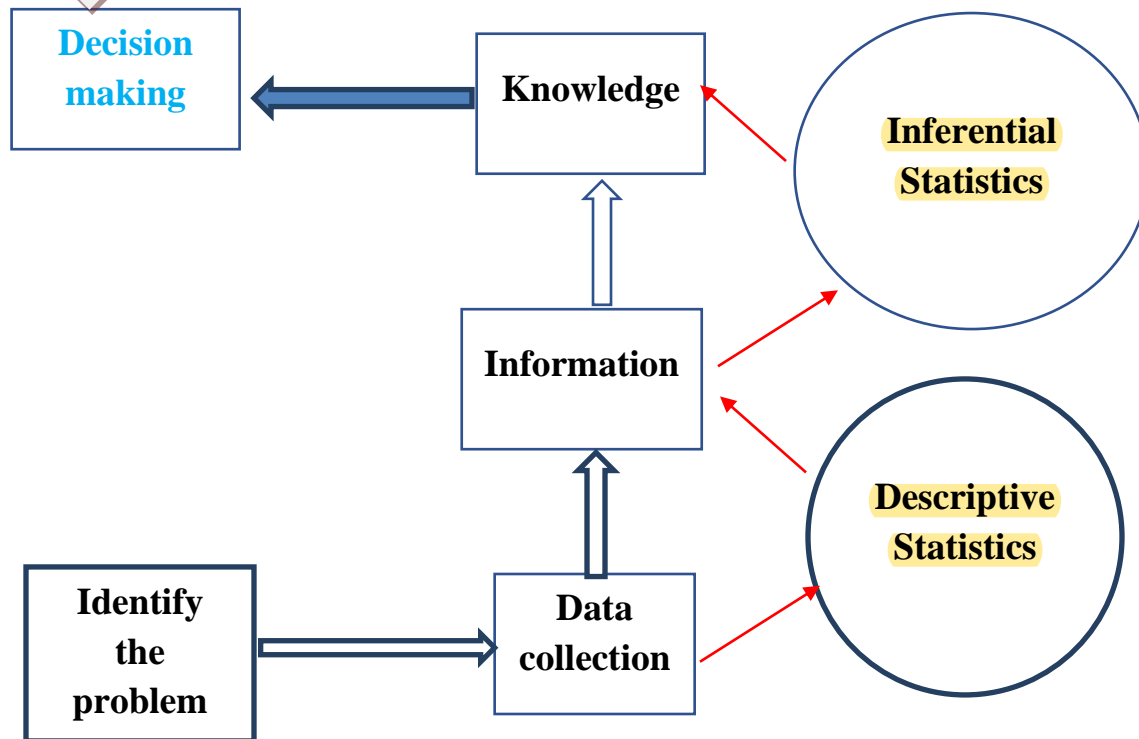 Decision
making
Knowledge
Inferential
Statistics
Information
Descriptive
Statistics
Identify
the
problem
Data
collection